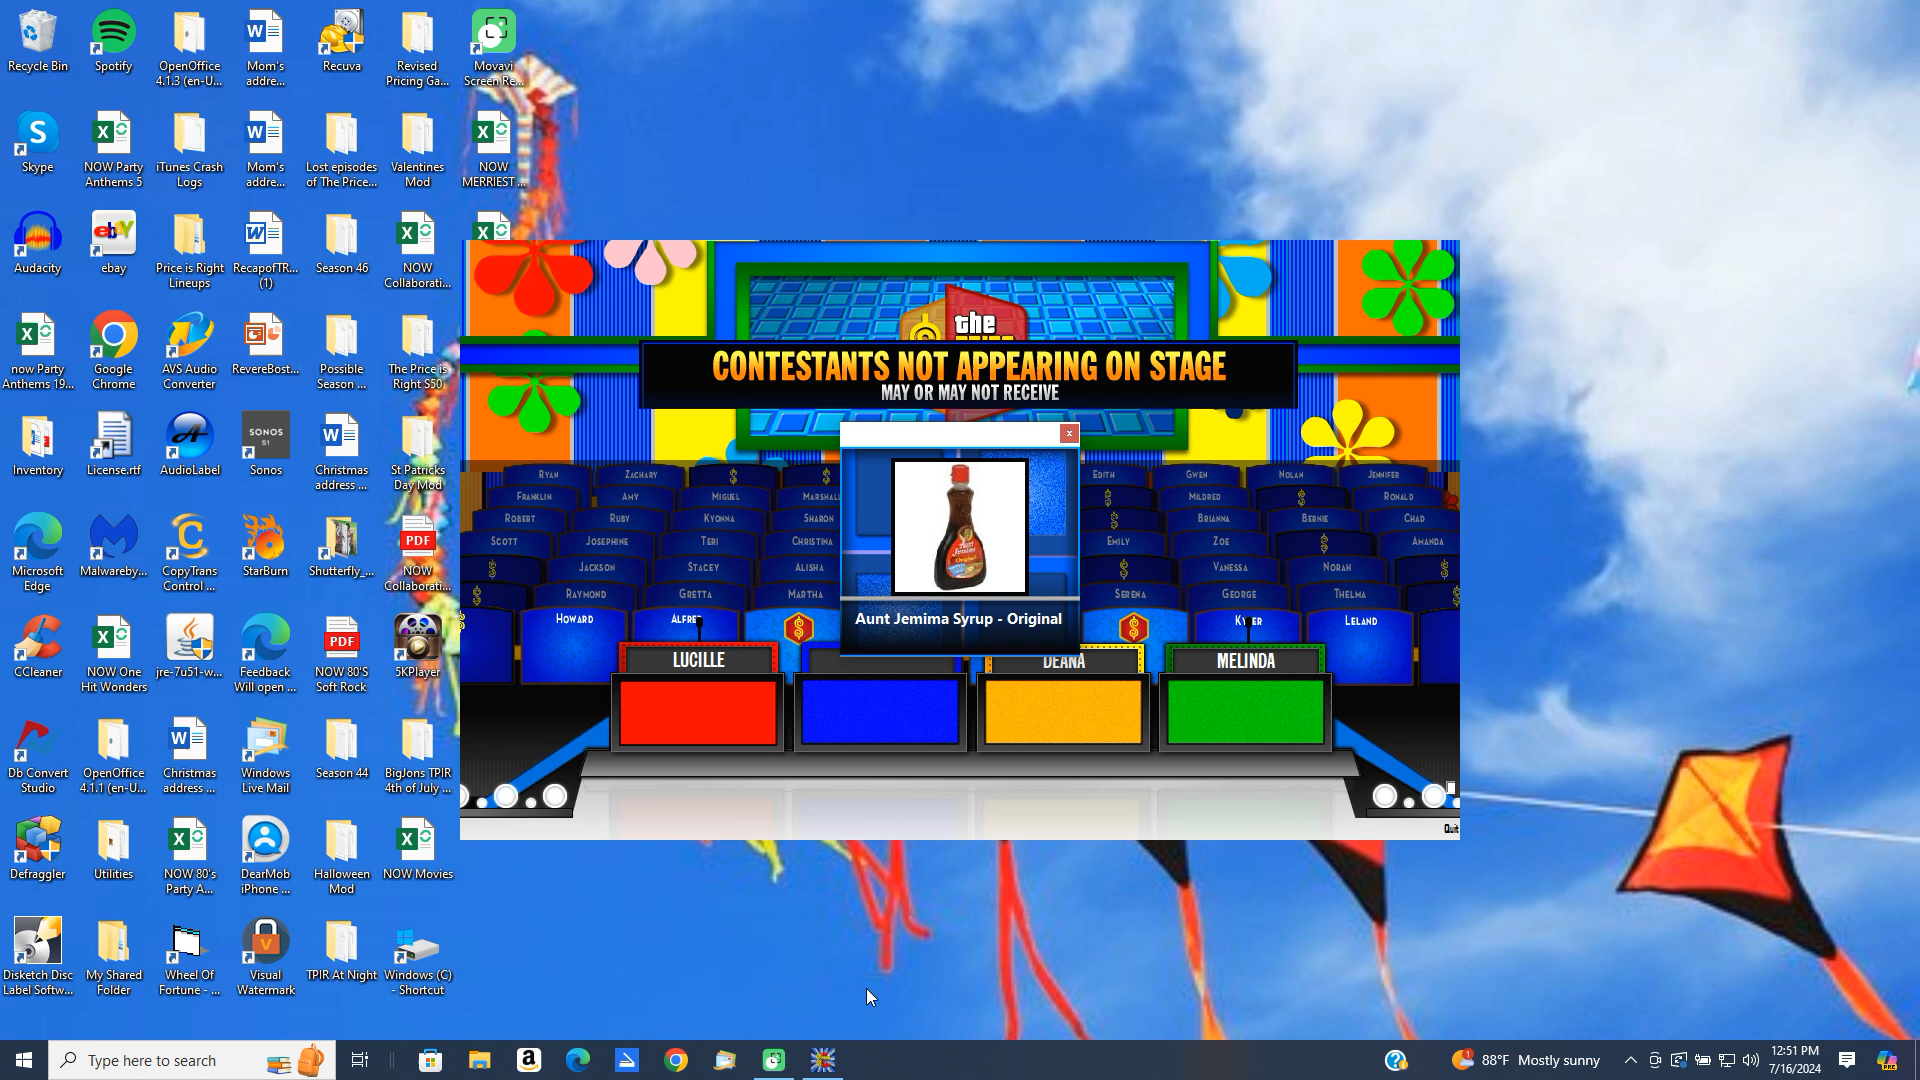 Recycle Bin
Spotify
OpenOffice
4.1.3 (en-U...
Mom's
addre...
Recuva
Revised
Pricing Ga...
Movavi
Screen Re...
Skype
NOW Party
Anthems 5
iTunes Crash
Logs
Mom's
addre...
Lost episodes
of The Price...
Valentines
Mod
NOW
MERRIEST ...
Audacity
ebay
Price is Right
Lineups
RecapofTR...
(1)
Season 46
NOW
Collaborati...
now Party
Anthems 19...
Google
Chrome
AVS Audio
Converter
RevereBost...
Possible
Season ...
The Price is
Right S50
Inventory
License.rtf
AudioLabel
SONOS
S1
Sonos
Christmas
address ...
St Patricks
Day Mod
Microsoft
Edge
Malwareby...
CopyTrans
Control ...
StarBurn
Shutterfly_...
PDF
NOW
Collaborati...
CCleaner
NOW One
Hit Wonders
jre-7u51-w...
Feedback
Will open ...
PDF
NOW 80'S
Soft Rock
5KPlayer
Db Convert
Studio
OpenOffice
4.1.1 (en-U...
Christmas
address ...
Windows
Live Mail
Season 44
BigJons TPIR
4th of July ...
Defraggler
Utilities
NOW 80's
Party A...
DearMob
iPhone ...
Halloween
Mod
NOW Movies
Disketch Disc
Label Softw...
My Shared
Folder
Wheel Of
Fortune - ...
Visual
Watermark
TPIR At Night
Windows (C)
- Shortcut
the
CONTESTANTS NOT APPEARING ON STAGE
MAY OR MAY NOT RECEIVE
x
RYAN ZACHARY EDITH GWEN NOLAN JENNIFER
FRANKLIN AMY MIGUEL MARSHALL MILDRED RONALD
ROBERT RUBY KYONNA SHARON BRIANNA BERNIE CHAD
SCOTT JOSEPHINE TERI CHRISTINA EMILY ZOE AMANDA
JACKSON STACEY ALISHA VANESSA NORAH
RAYMOND GRETTA MARTHA SERENA GEORGE THELMA
HOWARD ALFRE LELAND
Aunt Jemima
Aunt Jemima Syrup - Original
LUCILLE
DEANA
MELINDA
Quit
Type here to search
88°F Mostly sunny
12:51 PM
7/16/2024